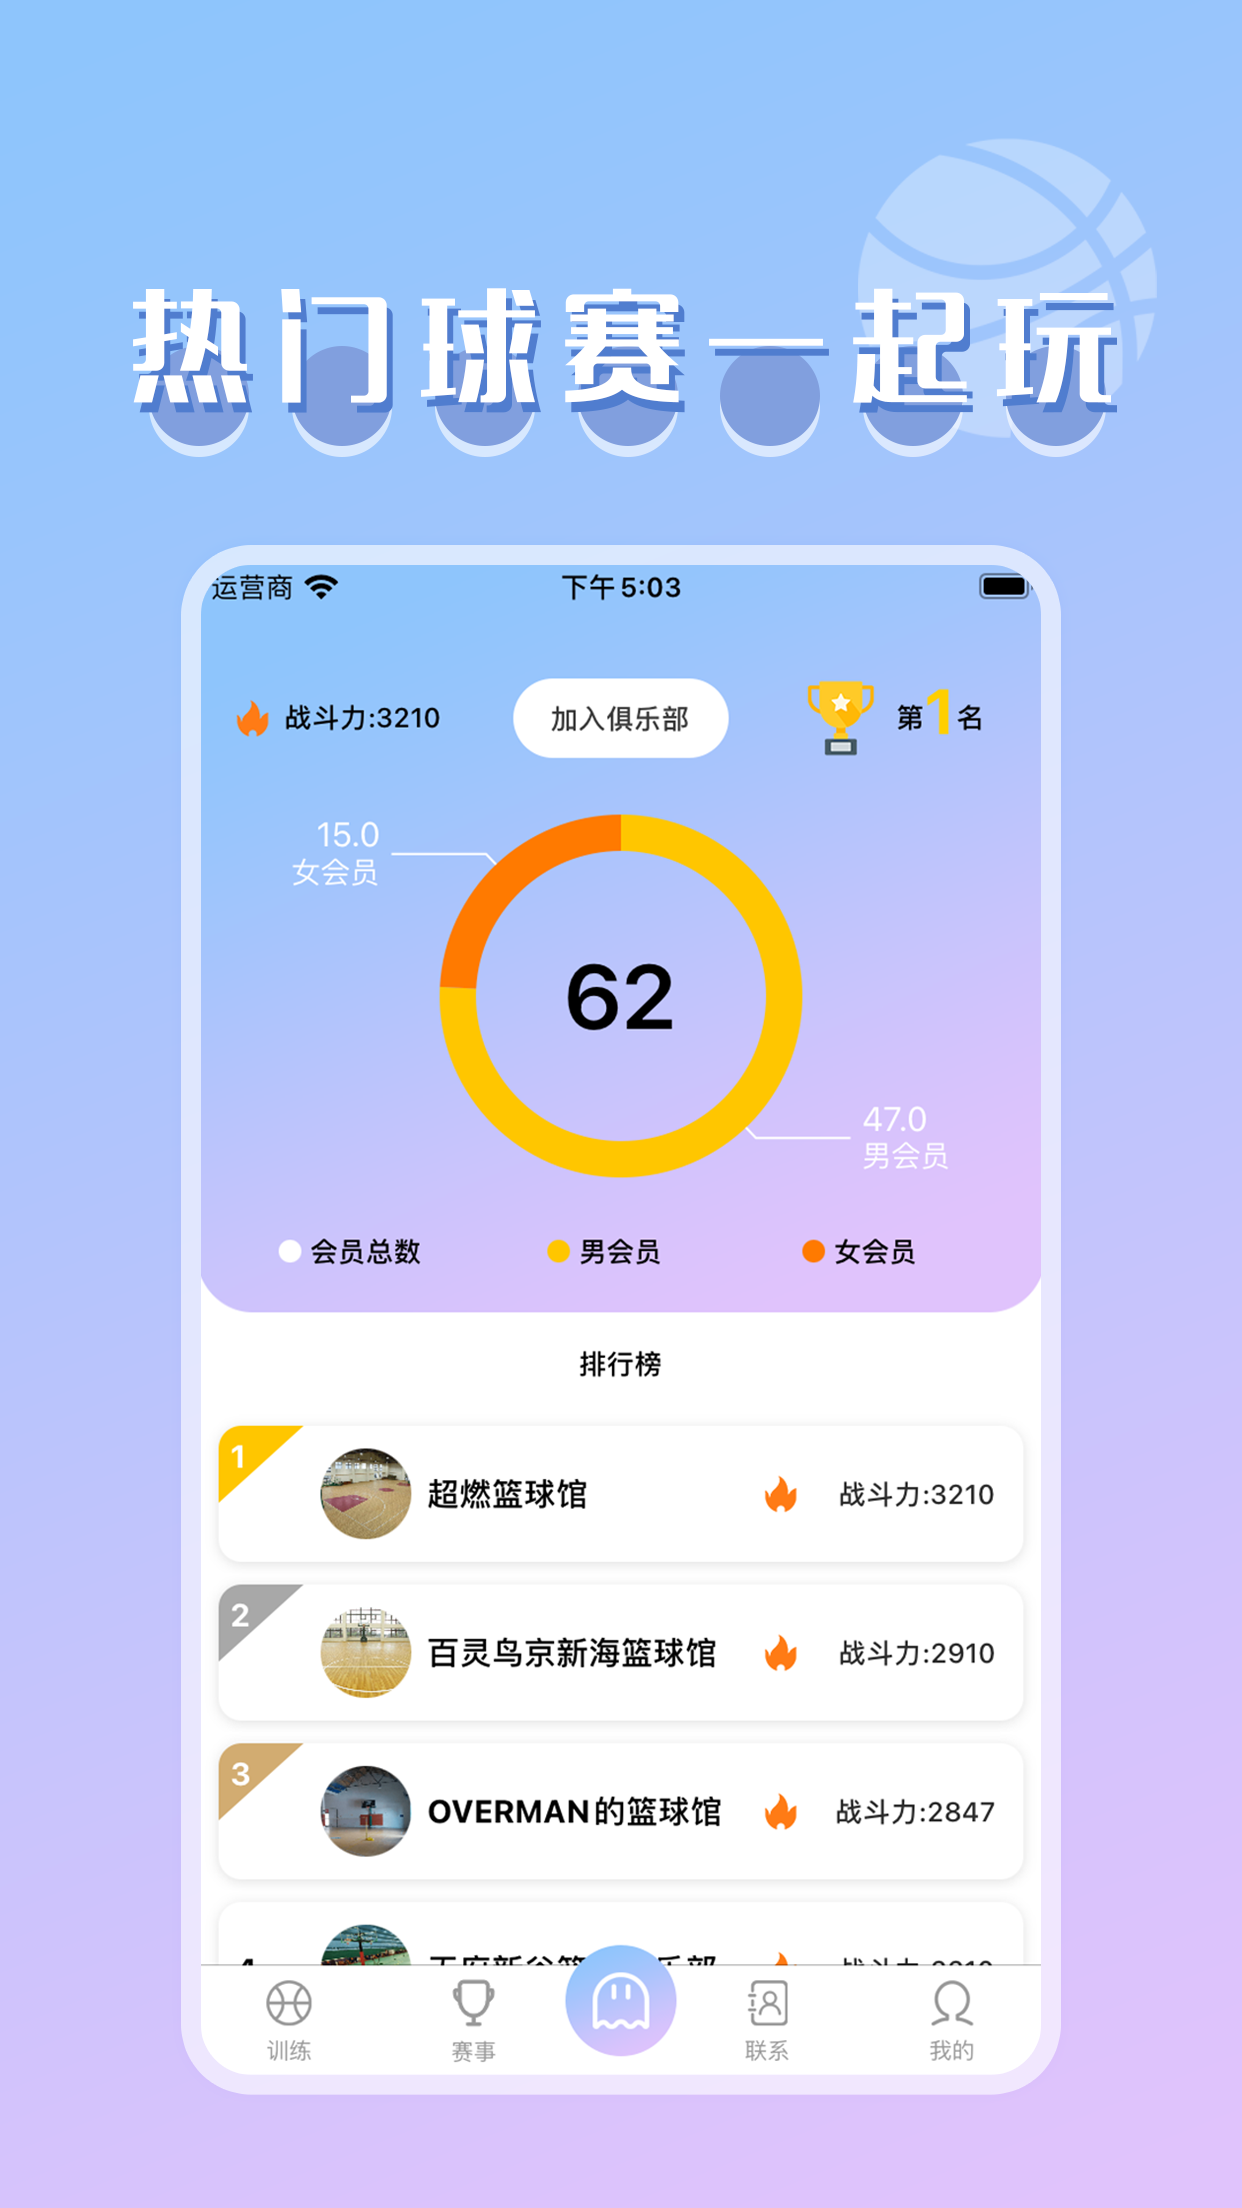 热门球赛一起玩
运营商 下午5:03
战斗力:3210 加入俱乐部 第1名
15.0
女会员
62
47.0
男会员
会员总数 男会员 女会员
排行榜
1 超燃篮球馆 战斗力:3210
2 百灵鸟京新海篮球馆 战斗力:2910
3 OVERMAN的篮球馆 战斗力:2847
训练 赛事 联系 我的